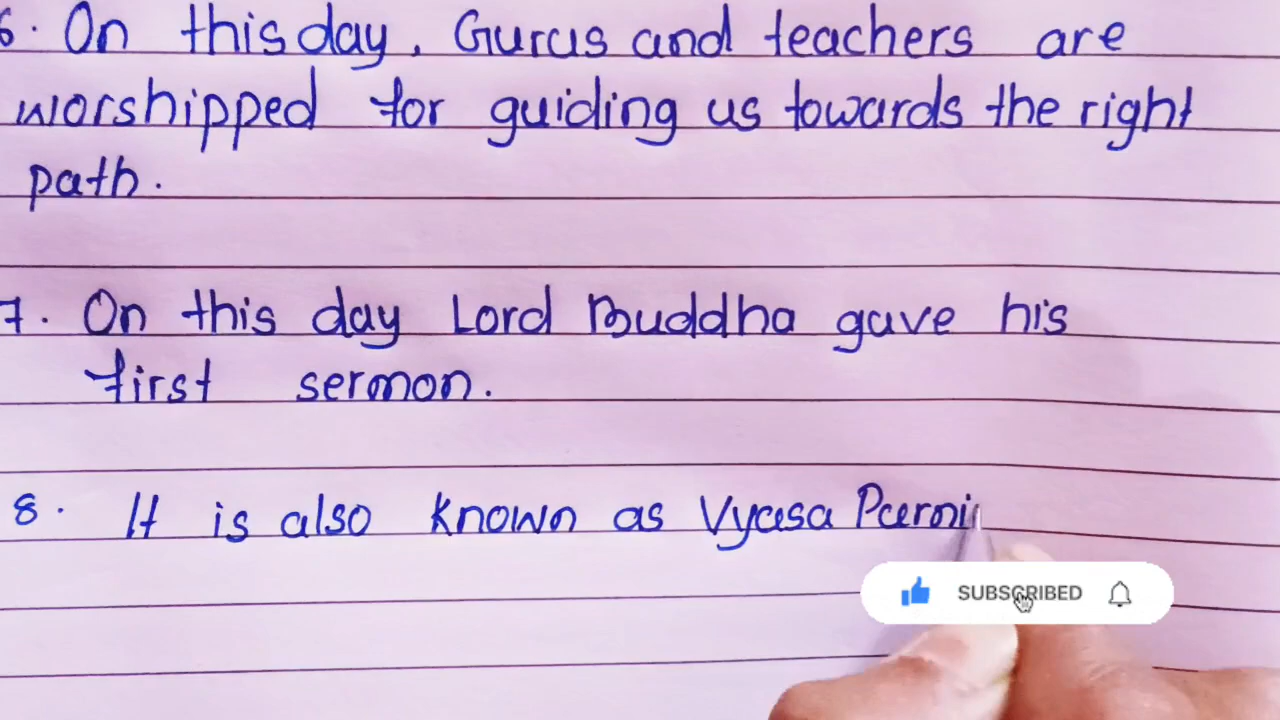 6. On this day, Gurus and teachers are
worshipped for guiding us towards the right
path.
7. On this day Lord Buddha gave his
first sermon.
8. It is also known as Vyasa Purni
SUBSCRIBED